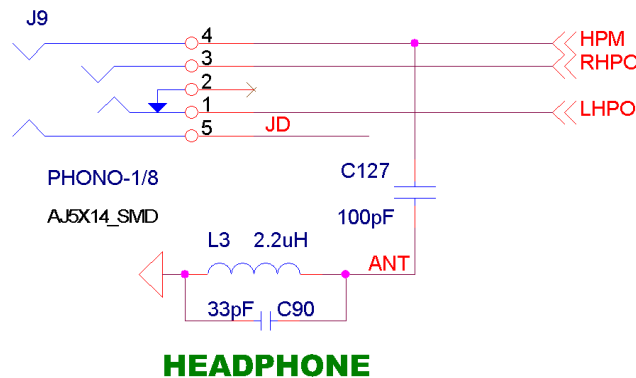 J9
4 HPM
3 RHPO
2
1 LHPO
5 JD
PHONO-1/8
C127
AJ5X14_SMD
100pF
L3 2.2uH
ANT
33pF C90
HEADPHONE